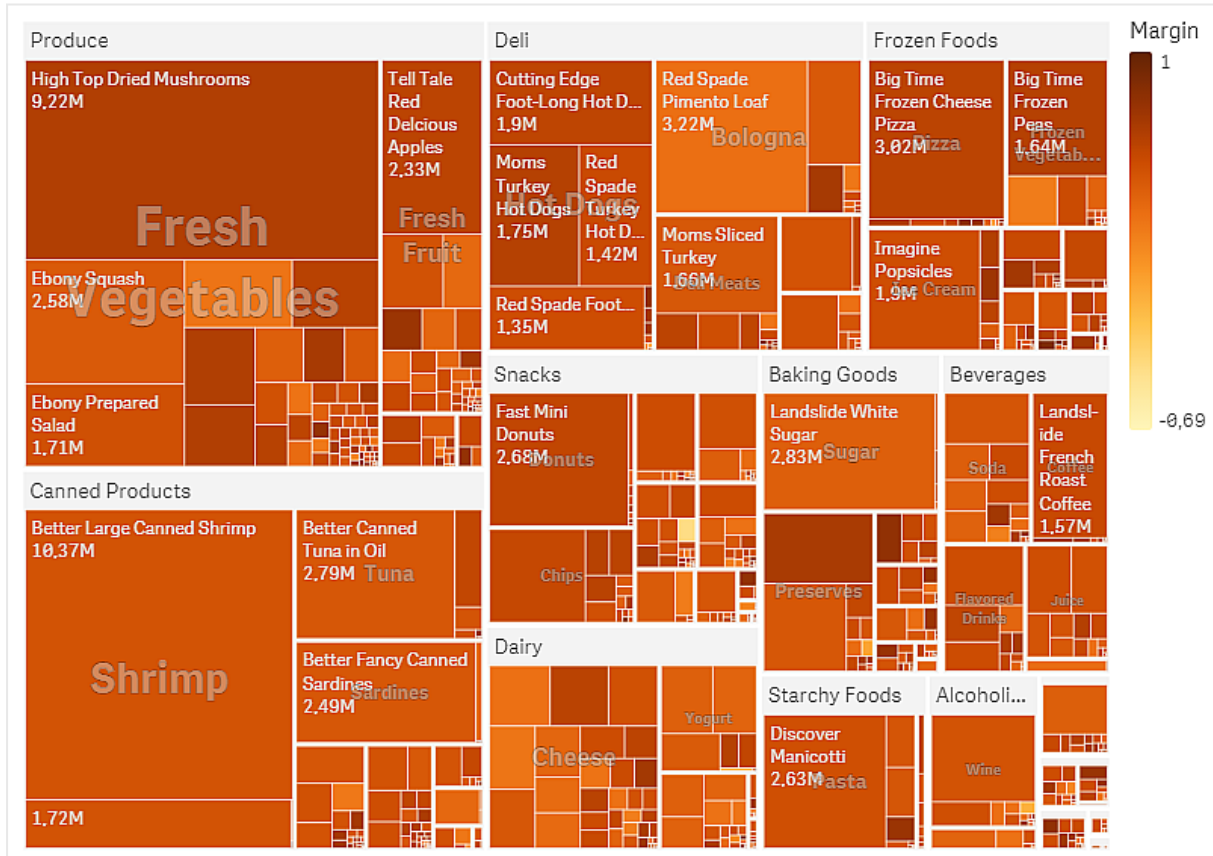 Produce
High Top Dried Mushrooms
9,22M
Tell Tale
Red
Delcious
Apples
2,33M
Fresh
Vegetables
Fresh
Fruit
Ebony Squash
2,58M
Ebony Prepared
Salad
1,71M
Canned Products
Better Large Canned Shrimp
10,37M
Shrimp
1,72M
Better Canned
Tuna in Oil
2,79M
Tuna
Better Fancy Canned
Sardines
2,49M
Sardines
Deli
Cutting Edge
Foot-Long Hot D...
1,9M
Moms
Turkey
Hot Dogs
1,75M
Red
Spade
Turkey
Hot D...
1,42M
Hot Dogs
Red Spade Foot...
1,35M
Red Spade
Pimento Loaf
3,22M
Bologna
Moms Sliced
Turkey
1,66M
Deli Meats
Frozen Foods
Big Time
Frozen Cheese
Pizza
3,02M
Pizza
Big Time
Frozen
Peas
1,64M
Frozen
Vegetab...
Imagine
Popsicles
1,9M
Ice Cream
Snacks
Fast Mini
Donuts
2,68M
Donuts
Chips
Dairy
Cheese
Yogurt
Baking Goods
Landslide White
Sugar
2,83M
Sugar
Preserves
Beverages
Soda
Landsl-
ide
French
Roast
Coffee
1,57M
Coffee
Flavored
Drinks
Juice
Starchy Foods
Discover
Manicotti
2,63M
Pasta
Alcoholi...
Wine
Margin
1
-0,69